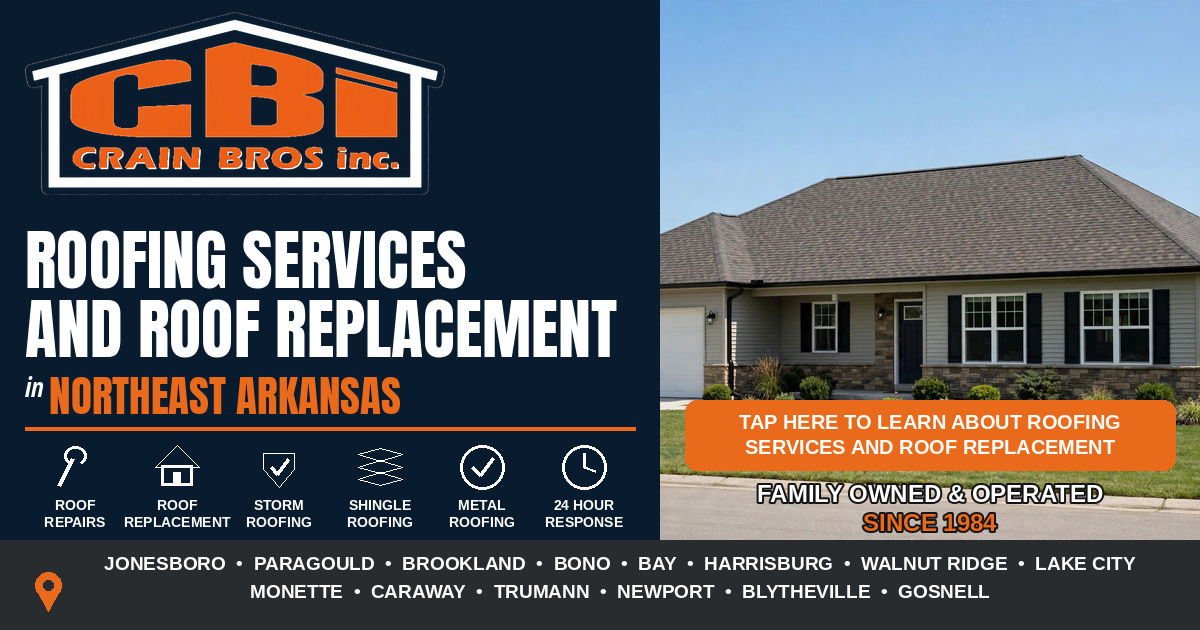 CBi
CRAIN BROS inc.
ROOFING SERVICES
AND ROOF REPLACEMENT
in NORTHEAST ARKANSAS
ROOF
REPAIRS
ROOF
REPLACEMENT
STORM
ROOFING
SHINGLE
ROOFING
METAL
ROOFING
24 HOUR
RESPONSE
TAP HERE TO LEARN ABOUT ROOFING
SERVICES AND ROOF REPLACEMENT
FAMILY OWNED & OPERATED
SINCE 1984
JONESBORO • PARAGOULD • BROOKLAND • BONO • BAY • HARRISBURG • WALNUT RIDGE • LAKE CITY
MONETTE • CARAWAY • TRUMANN • NEWPORT • BLYTHEVILLE • GOSNELL